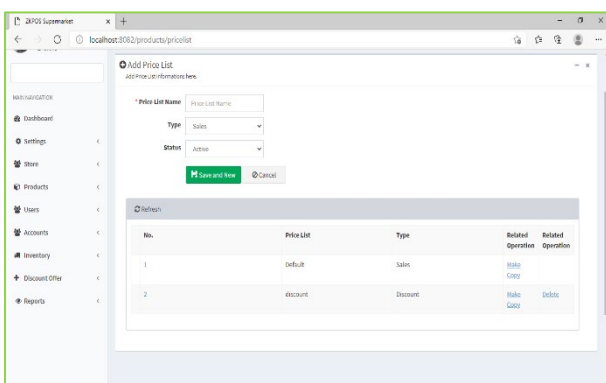 ZKPOS Supermarket
localhost:8082/products/pricelist
Add Price List
Add Price List informations here.
MAIN NAVIGATION
Dashboard
Settings
Store
Products
Users
Accounts
Inventory
Discount Offer
Reports
* Price List Name Price List Name
Type Sales
Status Active
Save and New Cancel
Refresh
No. Price List Type Related Operation Related Operation
1 Default Sales Make Copy
2 discount Discount Make Copy Delete